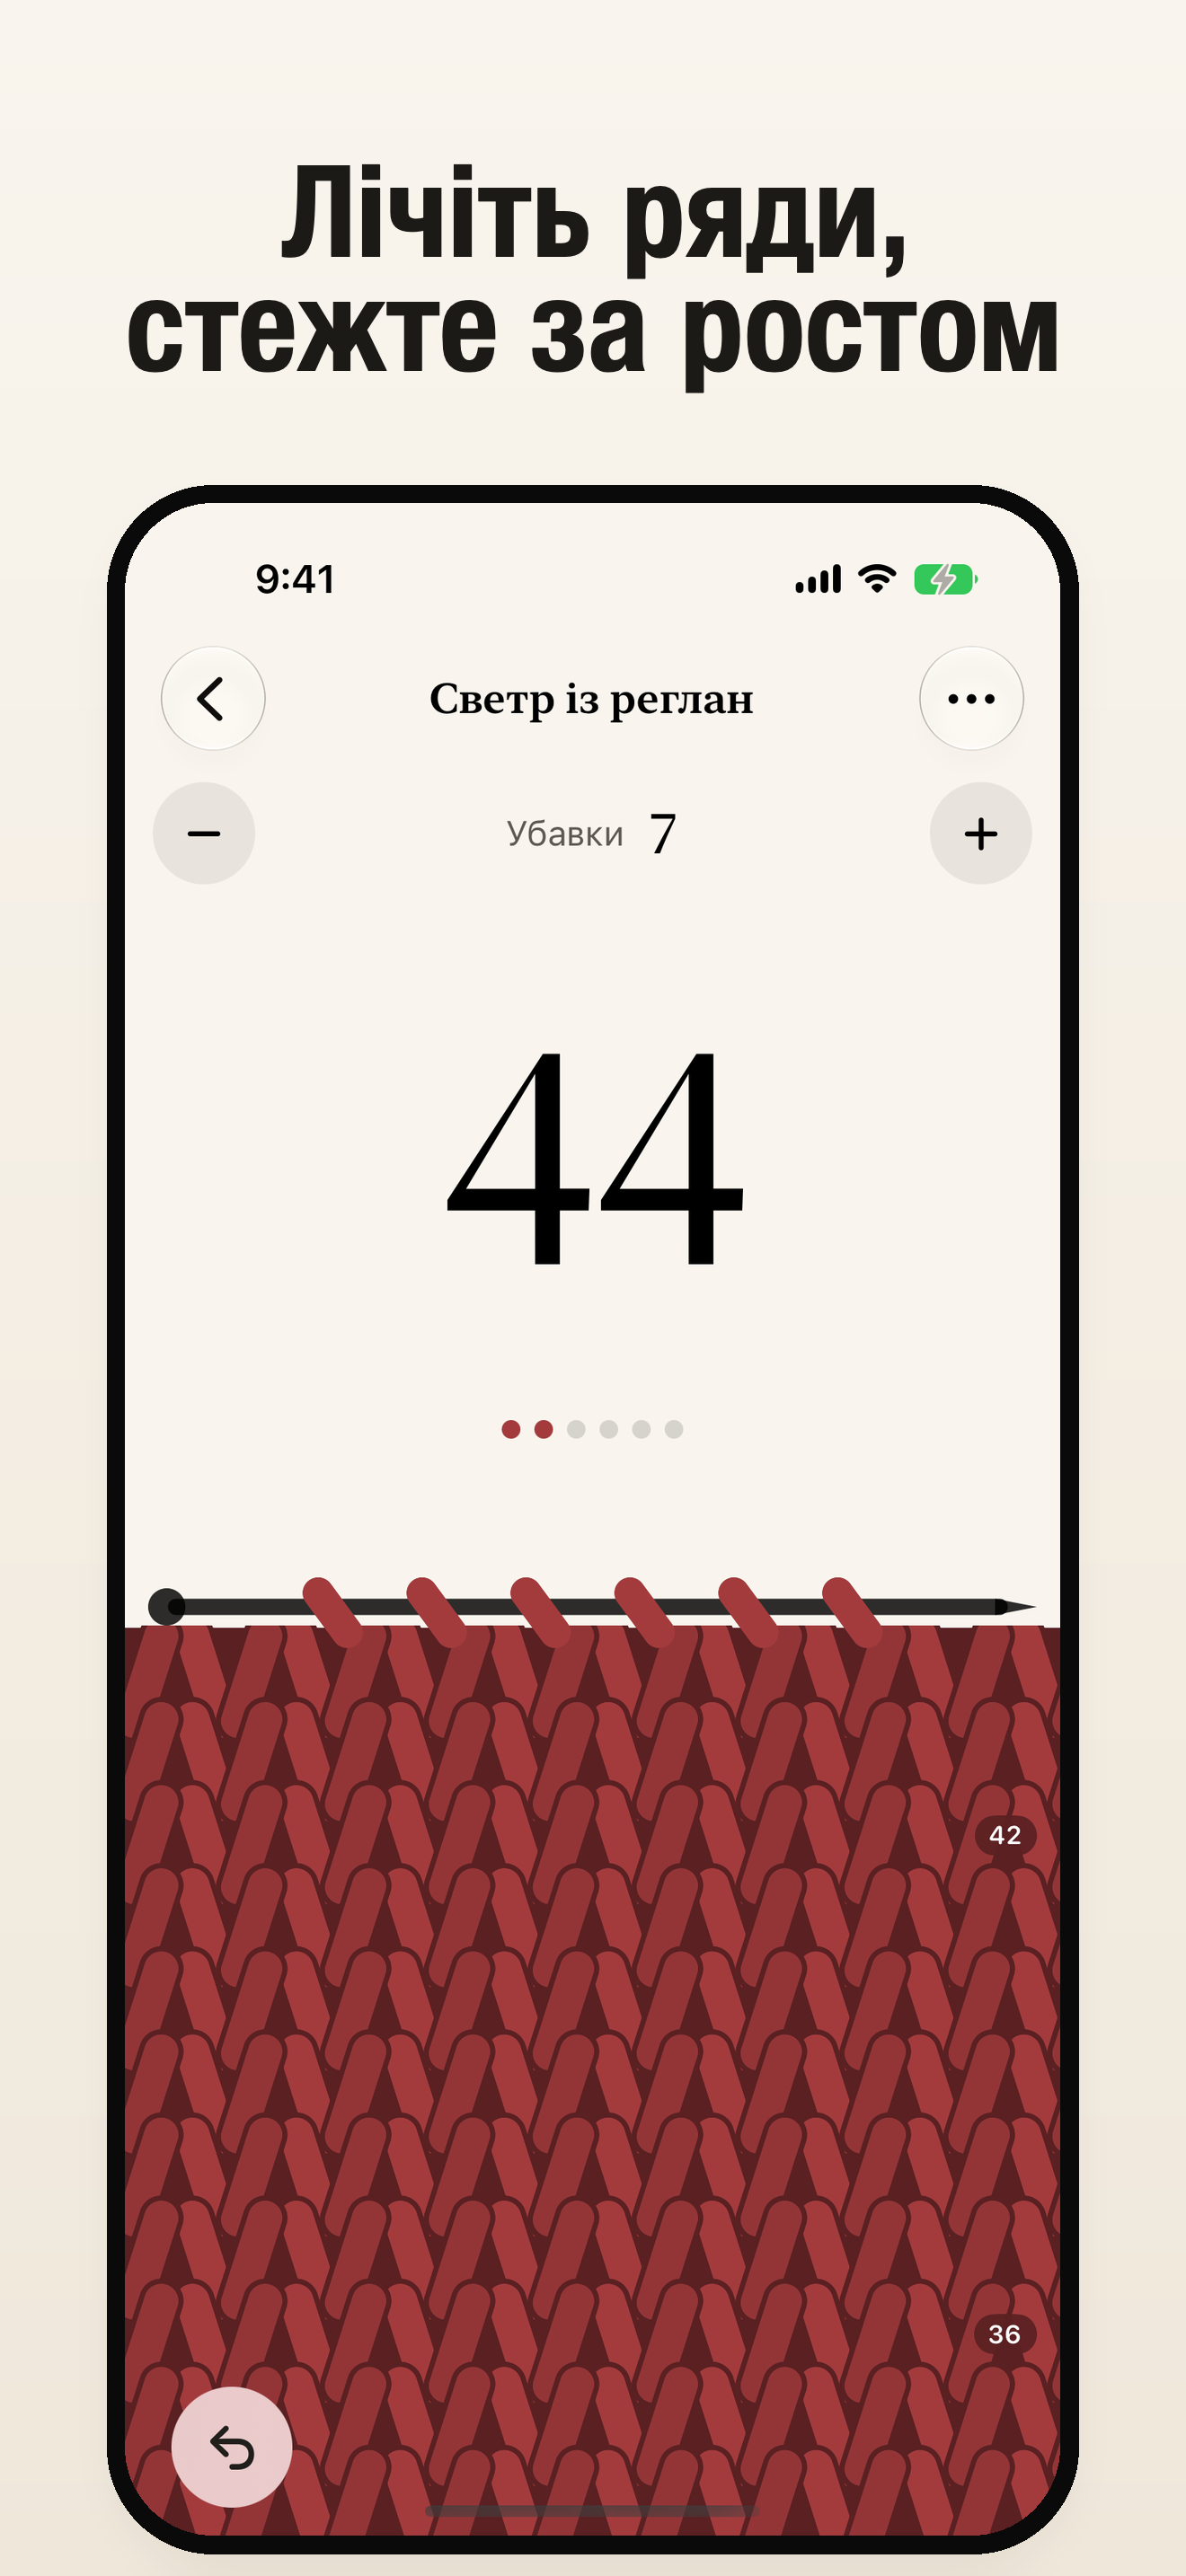 Лічіть ряди,
стежте за ростом
9:41
Светр із реглан
Убавки 7
44
42
36